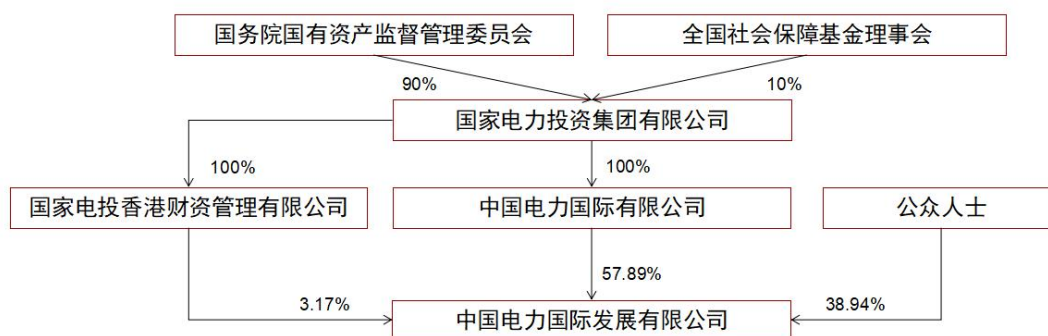 国务院国有资产监督管理委员会
全国社会保障基金理事会
90%
10%
国家电力投资集团有限公司
100%
100%
国家电投香港财资管理有限公司
中国电力国际有限公司
公众人士
57.89%
3.17%
38.94%
中国电力国际发展有限公司